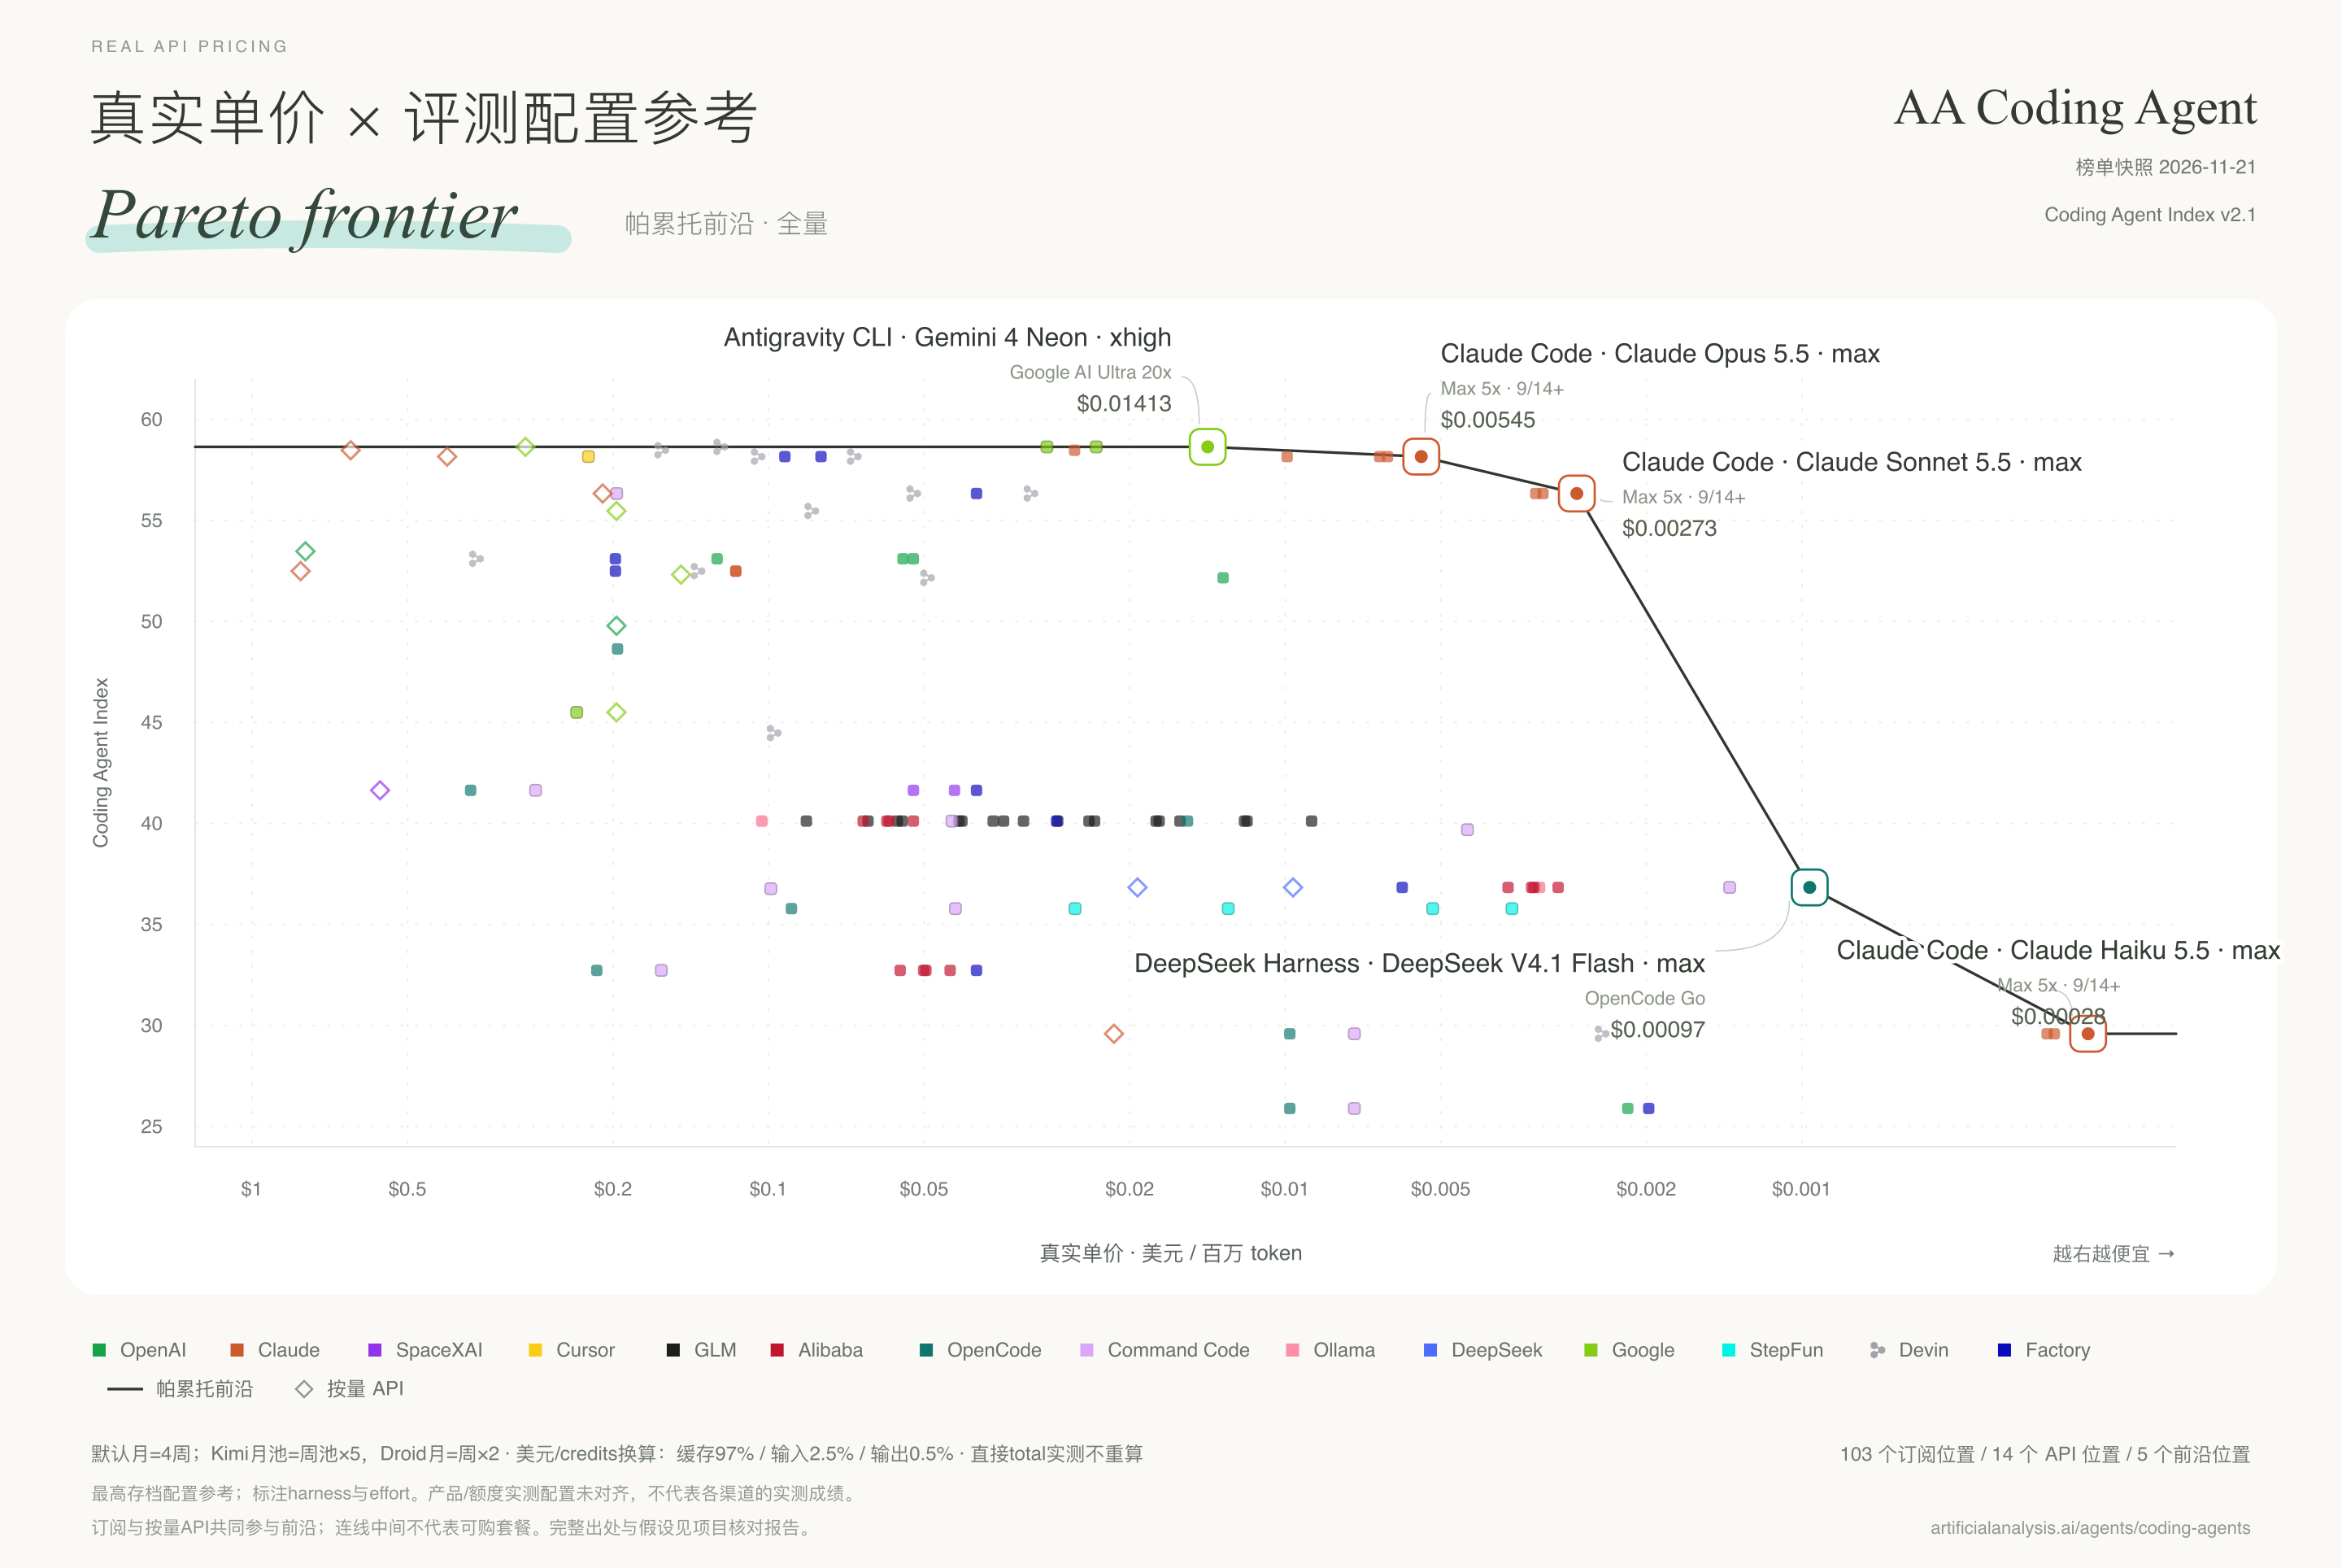 REAL API PRICING
真实单价 × 评测配置参考
Pareto frontier
帕累托前沿 · 全量
AA Coding Agent
榜单快照 2026-11-21
Coding Agent Index v2.1
Antigravity CLI · Gemini 4 Neon · xhigh
Google AI Ultra 20x
$0.01413
Claude Code · Claude Opus 5.5 · max
Max 5x · 9/14+
$0.00545
Claude Code · Claude Sonnet 5.5 · max
Max 5x · 9/14+
$0.00273
DeepSeek Harness · DeepSeek V4.1 Flash · max
OpenCode Go
$0.00097
Claude Code · Claude Haiku 5.5 · max
Max 5x · 9/14+
$0.00028
Coding Agent Index
60
55
50
45
40
35
30
25
$1
$0.5
$0.2
$0.1
$0.05
$0.02
$0.01
$0.005
$0.002
$0.001
真实单价 · 美元 / 百万 token
越右越便宜 →
OpenAI
Claude
SpaceXAI
Cursor
GLM
Alibaba
OpenCode
Command Code
Ollama
DeepSeek
Google
StepFun
Devin
Factory
帕累托前沿
按量 API
默认月=4周；Kimi月池=周池×5，Droid月=周×2 · 美元/credits换算：缓存97% / 输入2.5% / 输出0.5% · 直接total实测不重算
103 个订阅位置 / 14 个 API 位置 / 5 个前沿位置
最高存档配置参考；标注harness与effort。产品/额度实测配置未对齐，不代表各渠道的实测成绩。
订阅与按量API共同参与前沿；连线中间不代表可购套餐。完整出处与假设见项目核对报告。
artificialanalysis.ai/agents/coding-agents